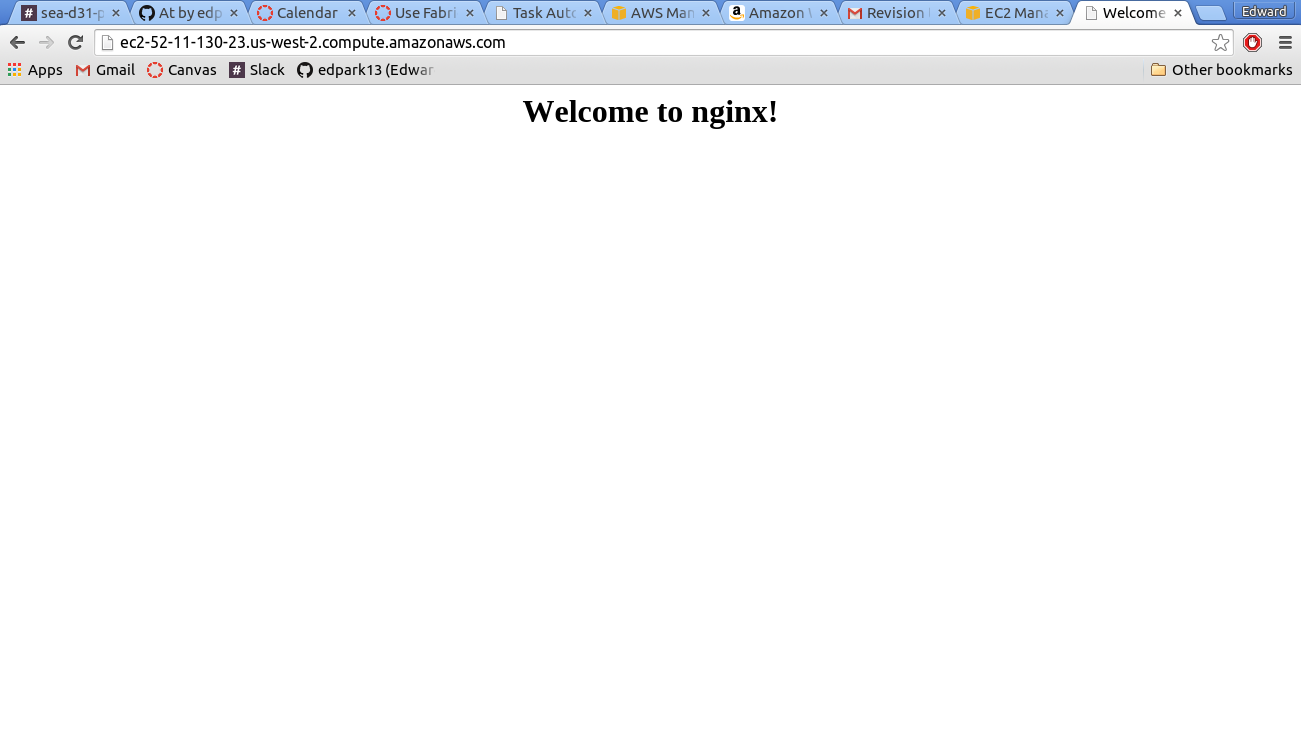 sea-d31-p At by edp Calendar Use Fabri Task Auto AWS Man Amazon W Revision EC2 Mana Welcome Edward
ec2-52-11-130-23.us-west-2.compute.amazonaws.com
Apps Gmail Canvas Slack edpark13 (Edwar Other bookmarks
Welcome to nginx!